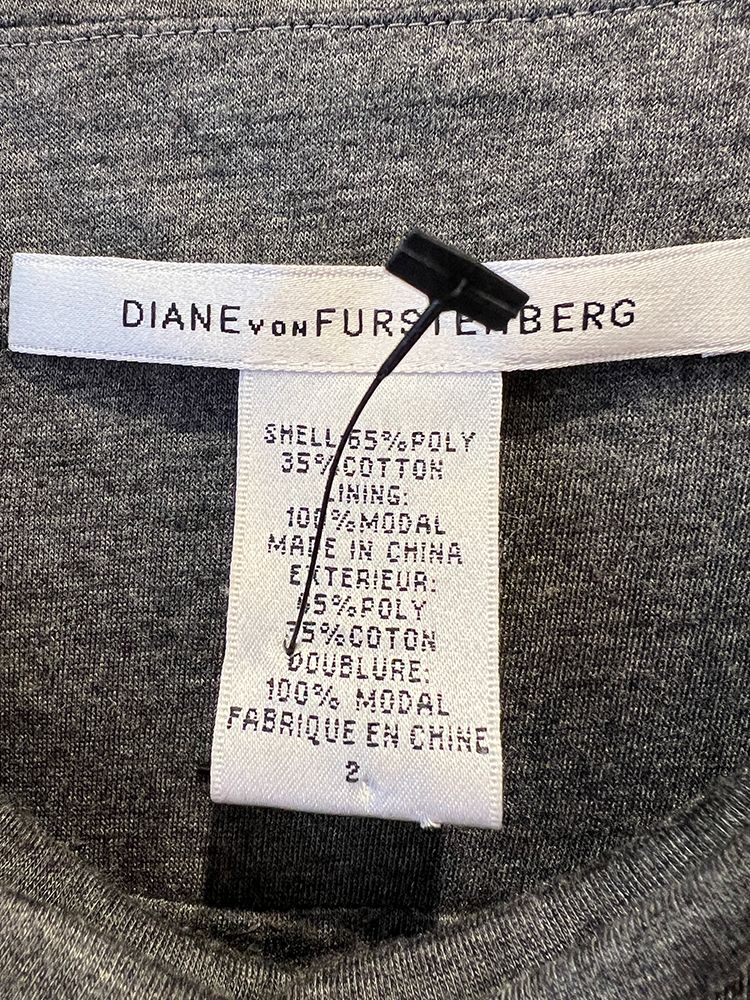 DIANE VON FURSTENBERG
SHELL:65%POLY
35%COTTON
LINING:
100%MODAL
MADE IN CHINA
EXTERIEUR:
65%POLY
35%COTON
DOUBLURE:
100% MODAL
FABRIQUE EN CHINE
2